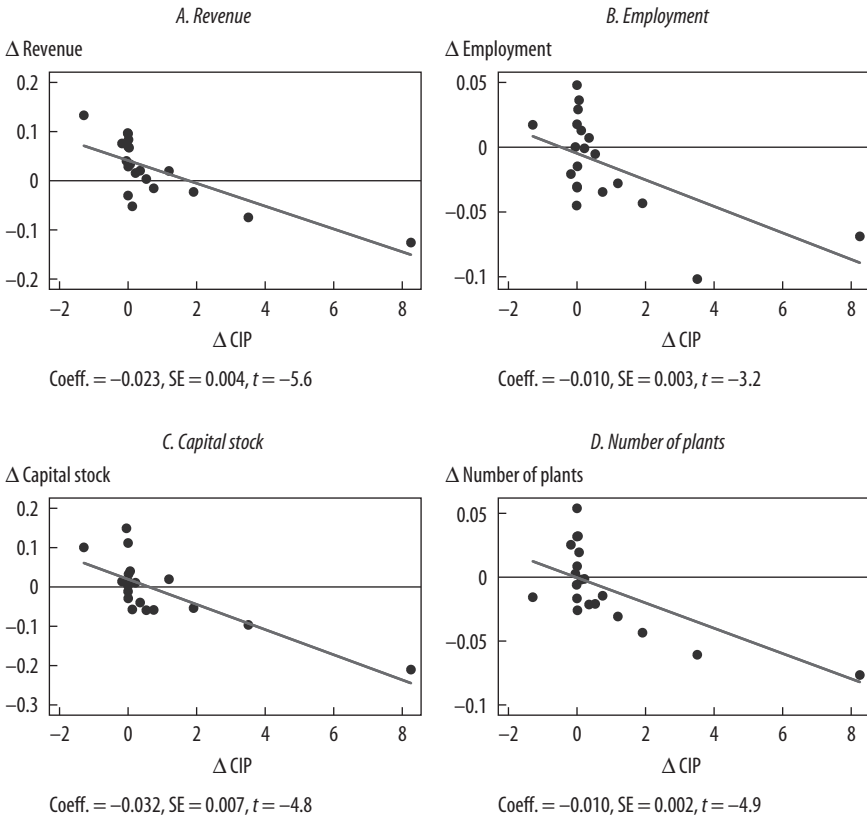 A. Revenue
Δ Revenue
0.2
0.1
0
−0.1
−0.2
−2 0 2 4 6 8
Δ CIP
Coeff. = −0.023, SE = 0.004, t = −5.6
B. Employment
Δ Employment
0.05
0
−0.05
−0.1
−2 0 2 4 6 8
Δ CIP
Coeff. = −0.010, SE = 0.003, t = −3.2
C. Capital stock
Δ Capital stock
0.2
0.1
0
−0.1
−0.2
−0.3
−2 0 2 4 6 8
Δ CIP
Coeff. = −0.032, SE = 0.007, t = −4.8
D. Number of plants
Δ Number of plants
0.05
0
−0.05
−0.1
−2 0 2 4 6 8
Δ CIP
Coeff. = −0.010, SE = 0.002, t = −4.9